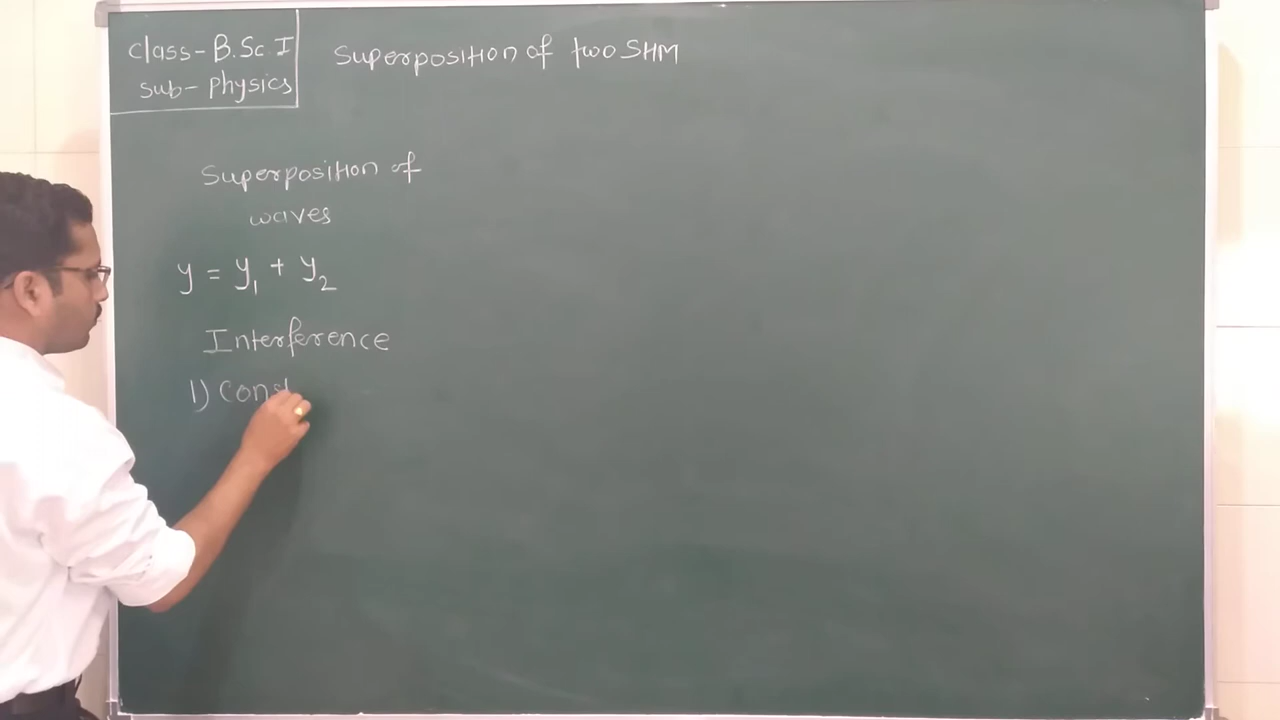 class-B.Sc.I
sub-physics
Superposition of two SHM
Superposition of
waves
y = y₁ + y₂
Interference
1) Const